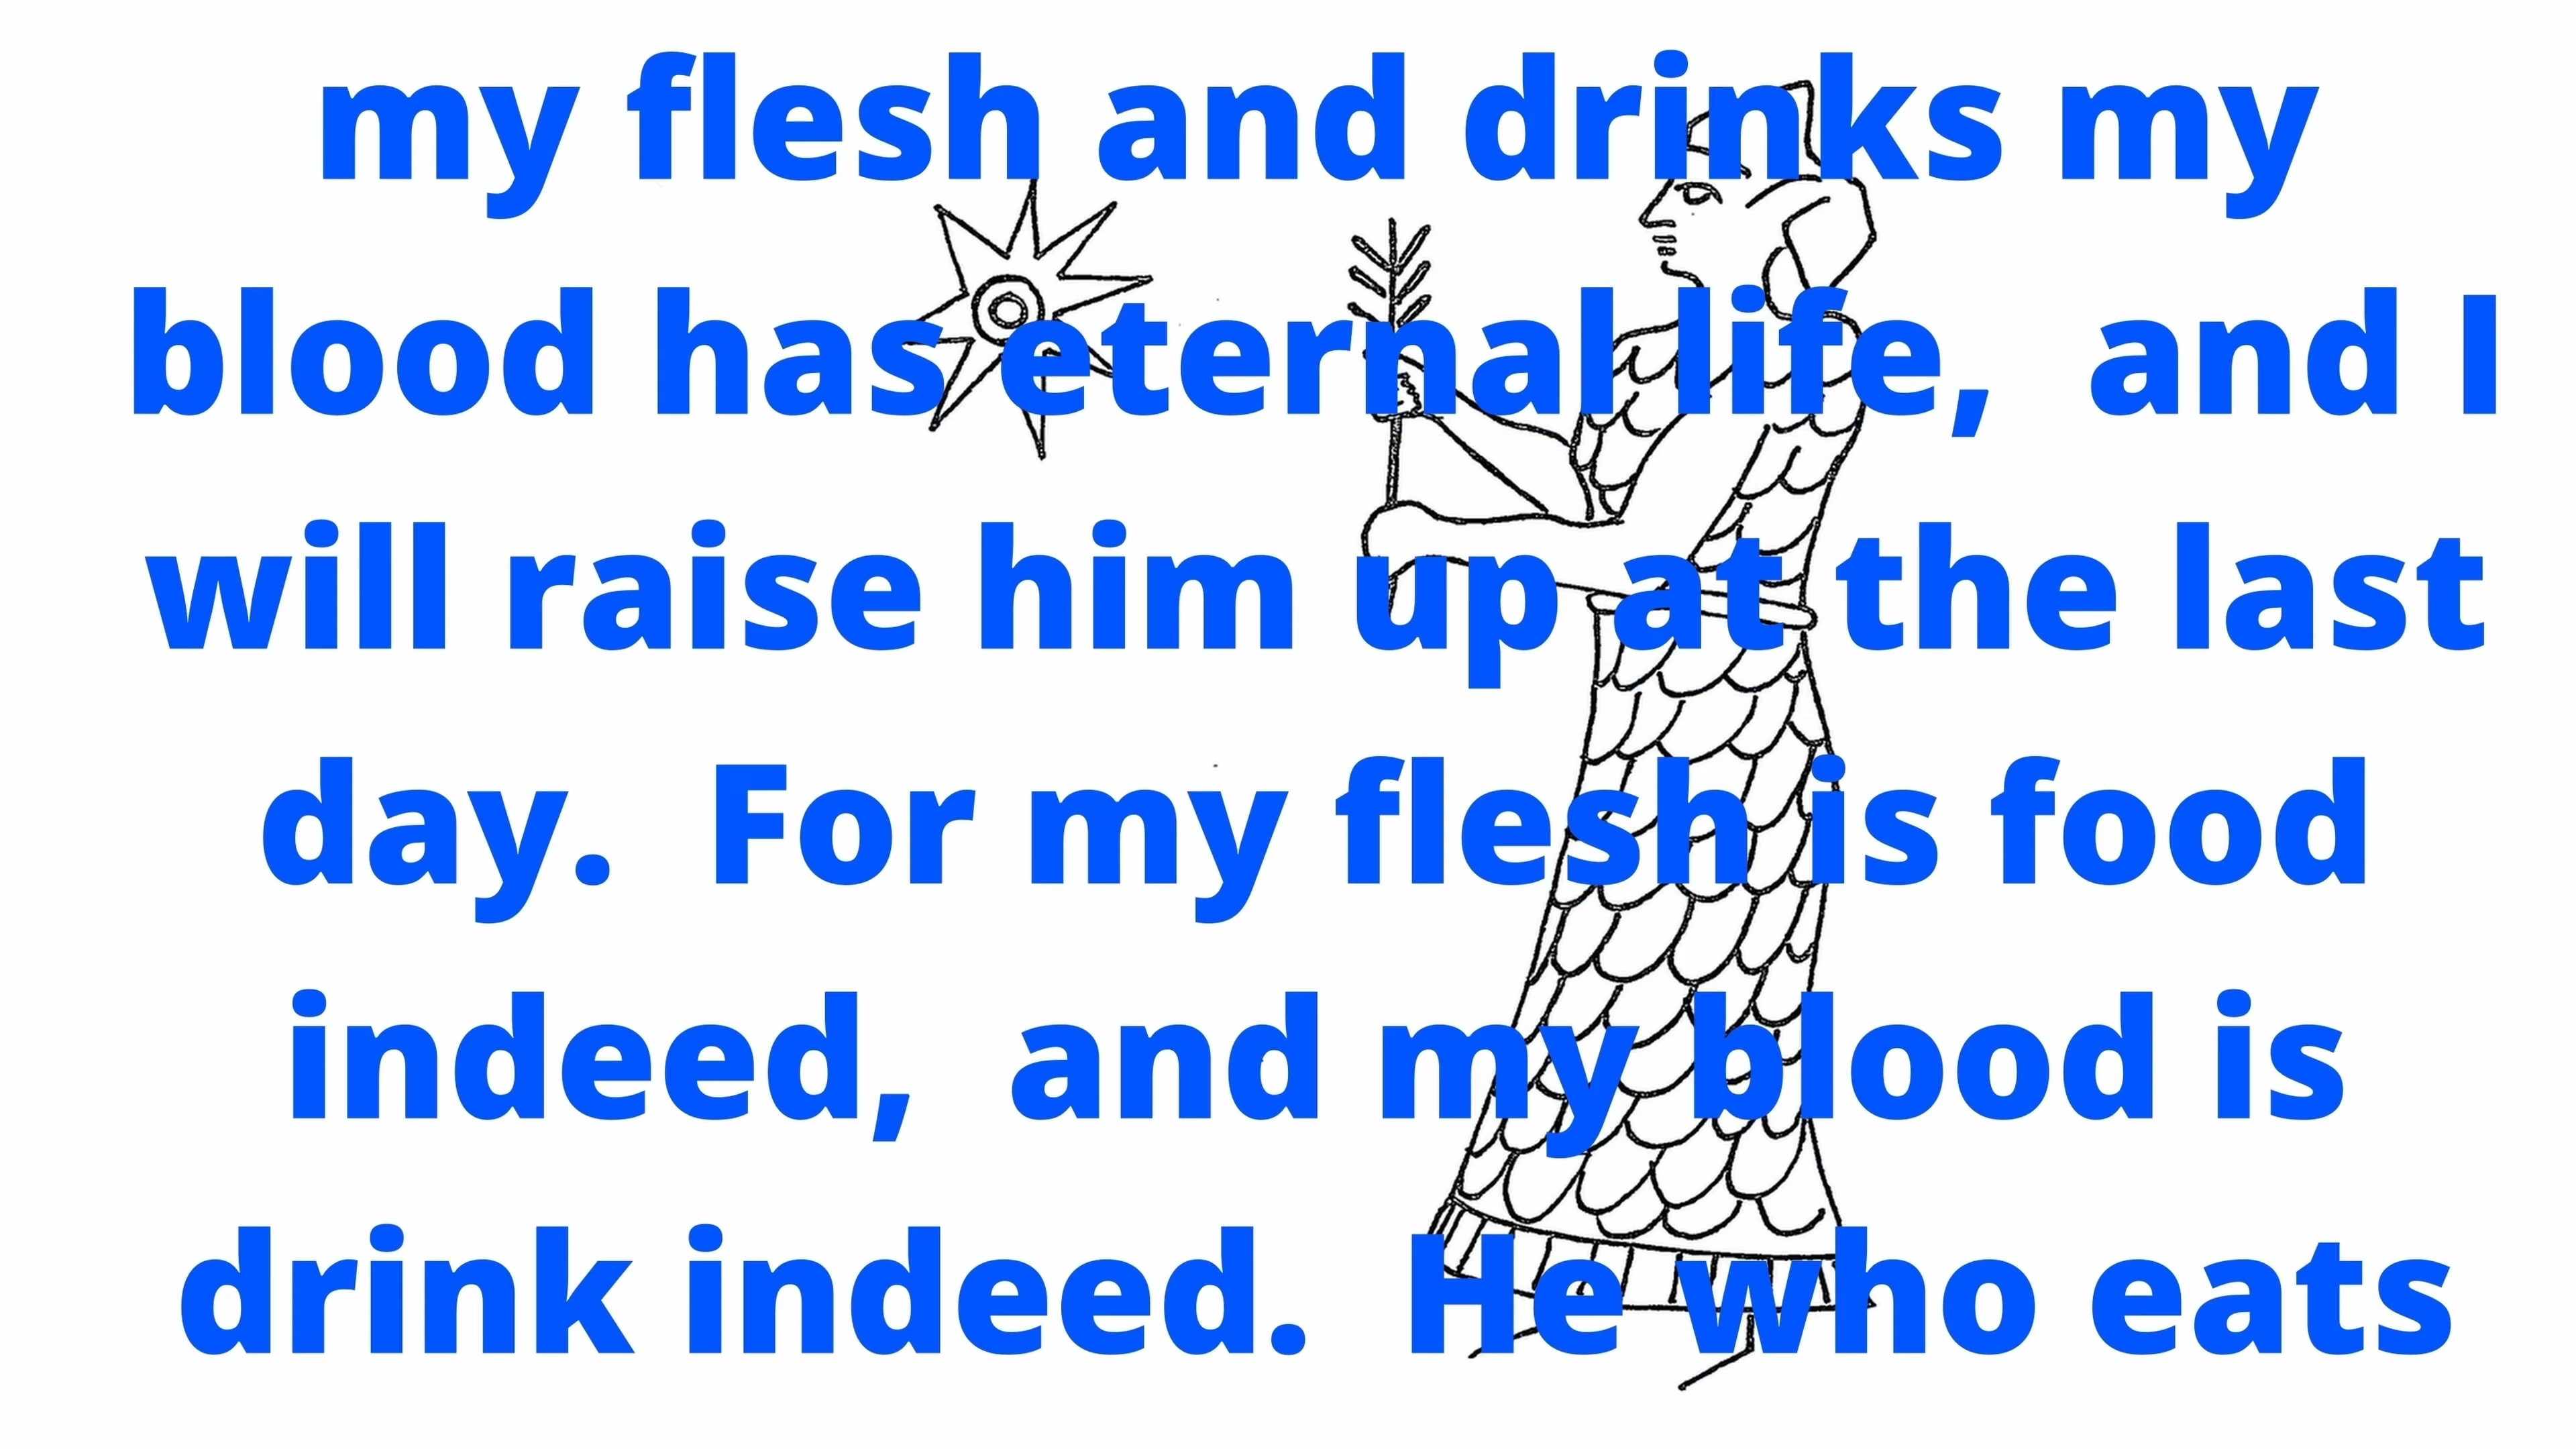 my flesh and drinks my
blood has eternal life,  and I
will raise him up at the last
day.  For my flesh is food
indeed,  and my blood is
drink indeed.  He who eats